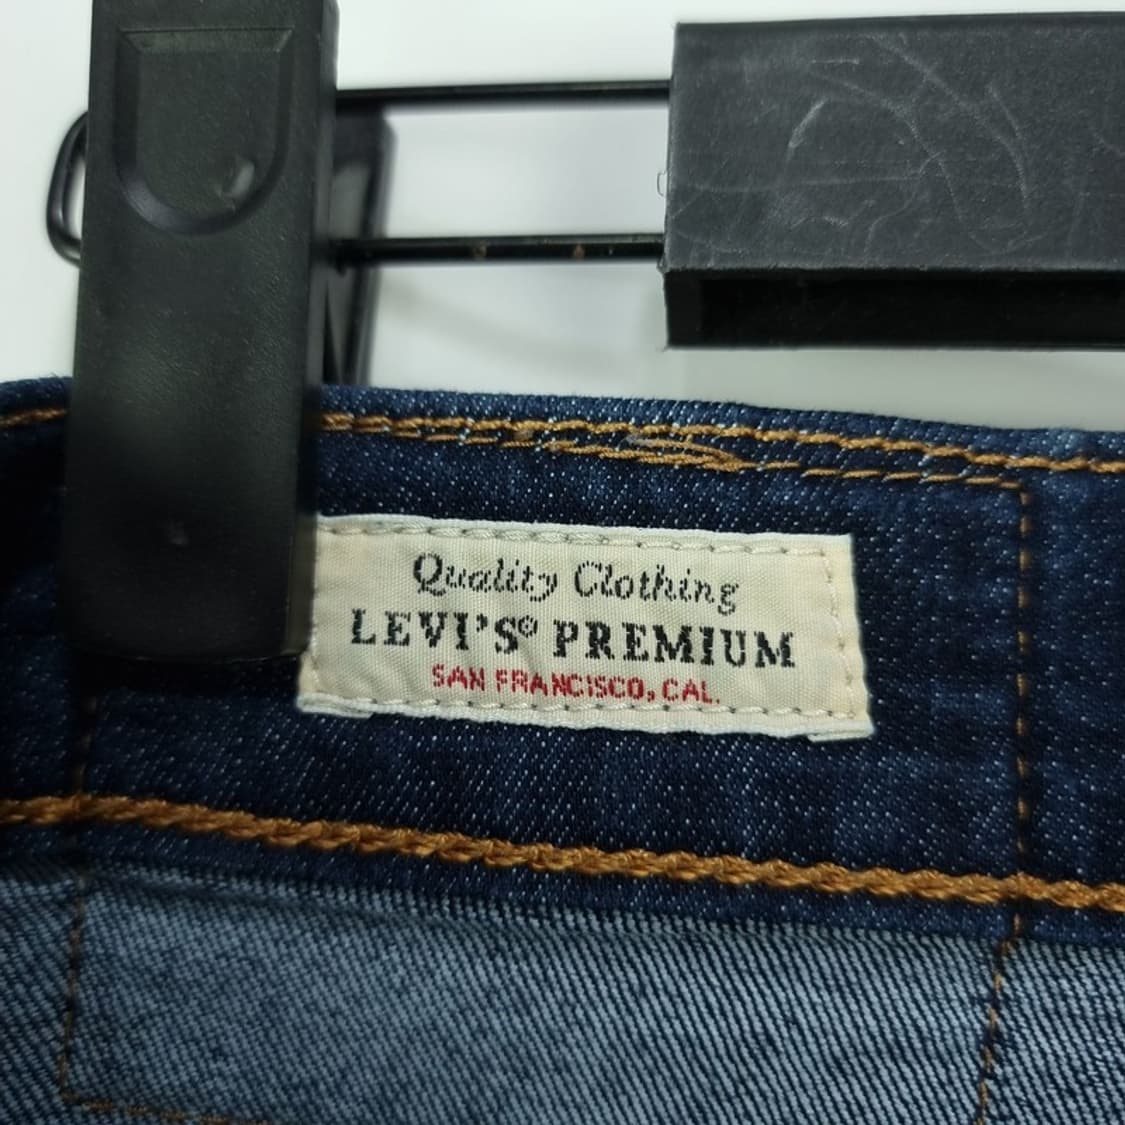 Quality Clothing
LEVI'S® PREMIUM
SAN FRANCISCO, CAL.